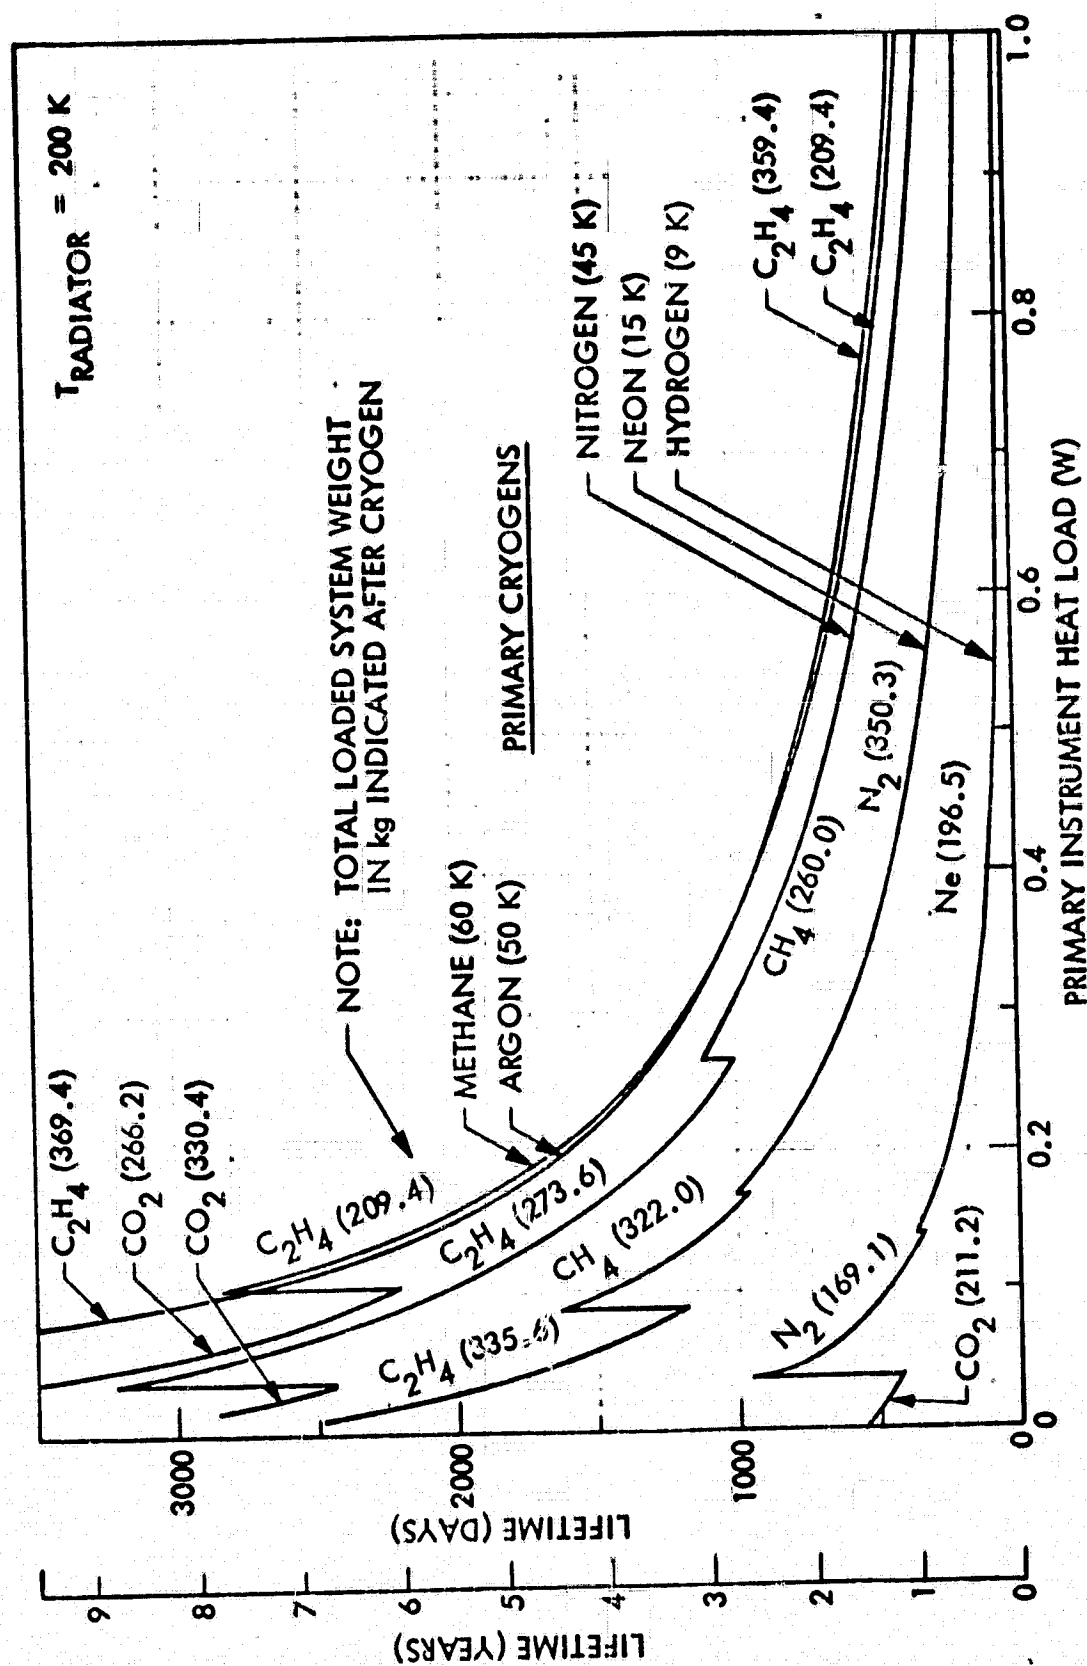 T RADIATOR = 200 K
NOTE: TOTAL LOADED SYSTEM WEIGHT
IN kg INDICATED AFTER CRYOGEN
C2H4 (369.4)
CO2 (266.2)
CO2 (330.4)
METHANE (60 K)
ARGON (50 K)
PRIMARY CRYOGENS
NITROGEN (45 K)
NEON (15 K)
HYDROGEN (9 K)
C2H4 (359.4)
C2H4 (209.4)
C2H4 (209.4)
C2H4 (273.6)
CH4 (322.0)
C2H4 (335.6)
CH4 (260.0)
N2 (350.3)
Ne (196.5)
N2 (169.1)
CO2 (211.2)
LIFETIME (YEARS)
9
8
7
6
5
4
3
2
1
0
LIFETIME (DAYS)
3000
2000
1000
0
0
0.2
0.4
0.6
0.8
1.0
PRIMARY INSTRUMENT HEAT LOAD (W)